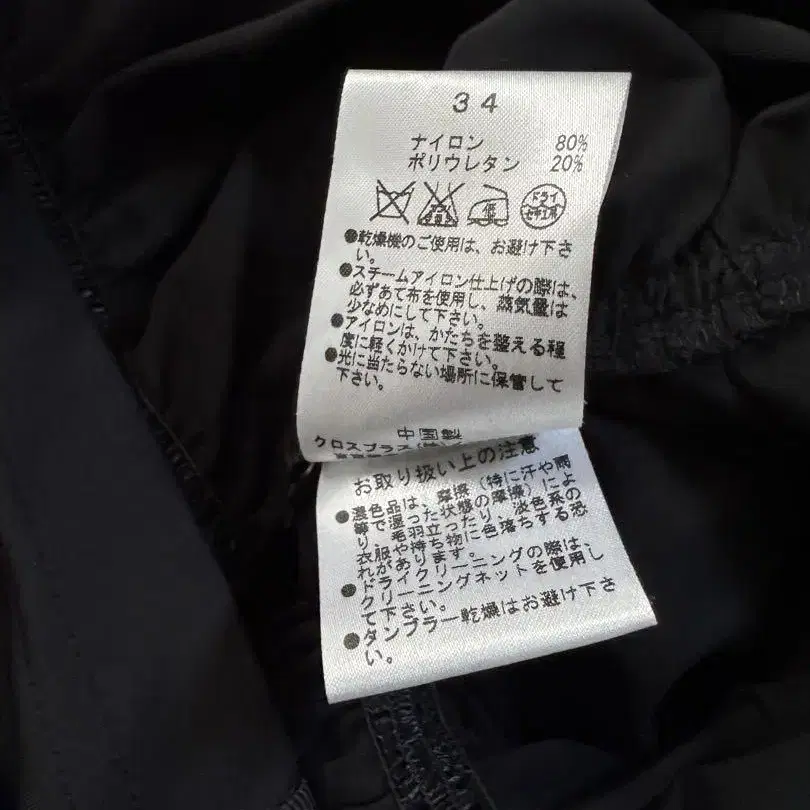 34
ナイロン 80%
ポリウレタン 20%
低
ドライ
セキユ系
●乾燥機のご使用は、お避け下さ
い。
●スチームアイロン仕上げの際は、
必ずあて布を使用し、蒸気量は
少なめにして下さい。
●アイロンは、かたちを整える程
度に軽くかけて下さい。
●光に当たらない場所に保管して
下さい。
中国製
クロスプラス(株)
お取り扱い上の注意
●濃色品は、摩擦(特に汗や雨
等で湿った状態の摩擦)によ
り、毛羽立ったり、淡色系の
衣服や持ち物に色落ちする恐
れがあります。
●ドライクリーニングの際は、
クリーニングネットを使用し
て下さい。
●タンブラー乾燥はお避け下さ
い。